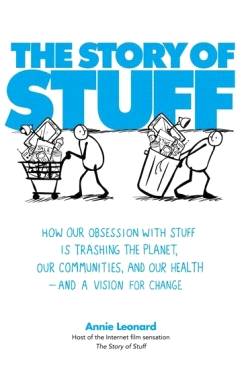 THE STORY OF
STUFF
HOW OUR OBSESSION WITH STUFF
IS TRASHING THE PLANET,
OUR COMMUNITIES, AND OUR HEALTH
—AND A VISION FOR CHANGE
Annie Leonard
Host of the Internet film sensation
The Story of Stuff